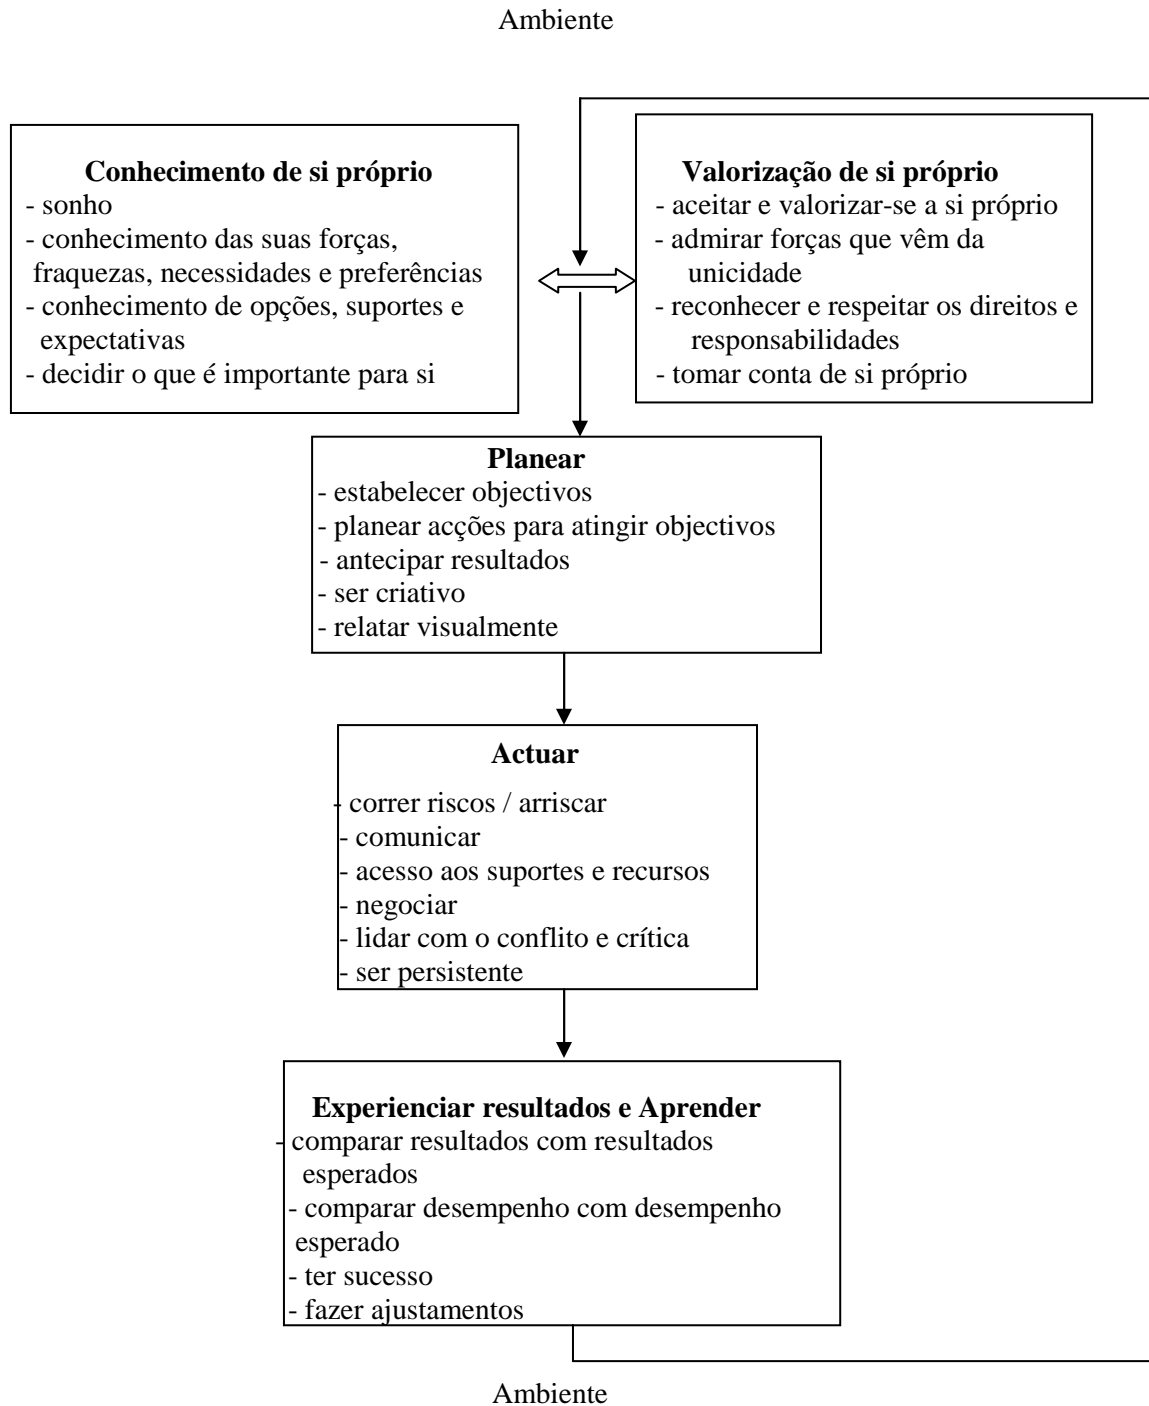 Ambiente
Conhecimento de si próprio
- sonho
- conhecimento das suas forças,
fraquezas, necessidades e preferências
- conhecimento de opções, suportes e
expectativas
- decidir o que é importante para si
Valorização de si próprio
- aceitar e valorizar-se a si próprio
- admirar forças que vêm da
unicidade
- reconhecer e respeitar os direitos e
responsabilidades
- tomar conta de si próprio
Planear
- estabelecer objectivos
- planear acções para atingir objectivos
- antecipar resultados
- ser criativo
- relatar visualmente
Actuar
- correr riscos / arriscar
- comunicar
- acesso aos suportes e recursos
- negociar
- lidar com o conflito e crítica
- ser persistente
Experienciar resultados e Aprender
- comparar resultados com resultados
esperados
- comparar desempenho com desempenho
esperado
- ter sucesso
- fazer ajustamentos
Ambiente